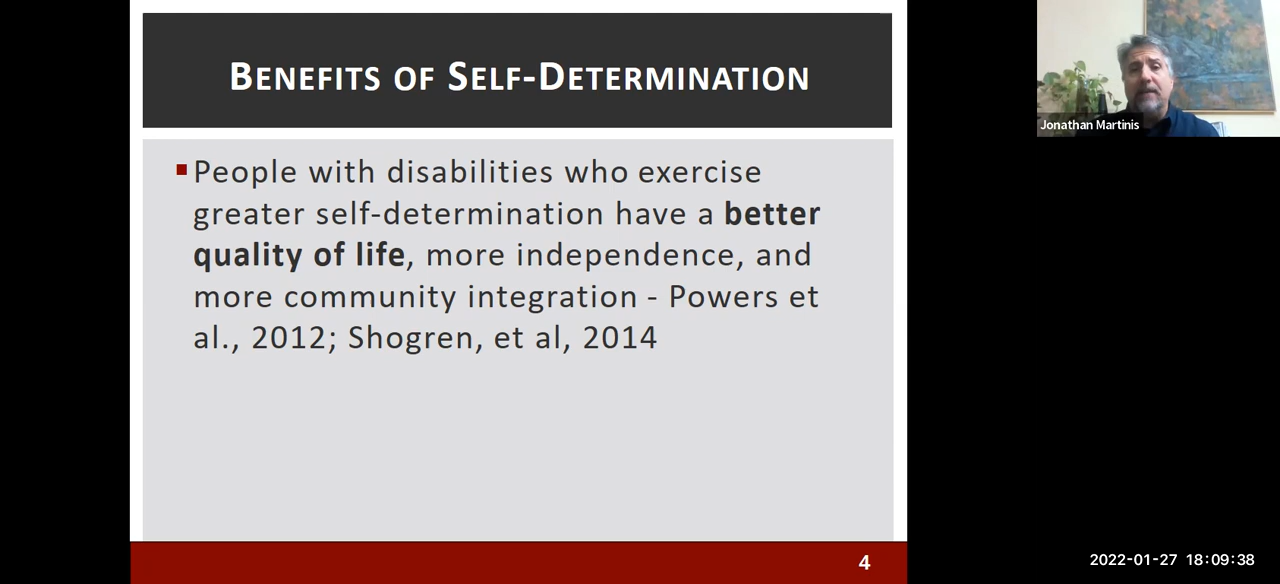 BENEFITS OF SELF-DETERMINATION
People with disabilities who exercise
greater self-determination have a better
quality of life, more independence, and
more community integration - Powers et
al., 2012; Shogren, et al, 2014
4
Jonathan Martinis
2022-01-27 18:09:38